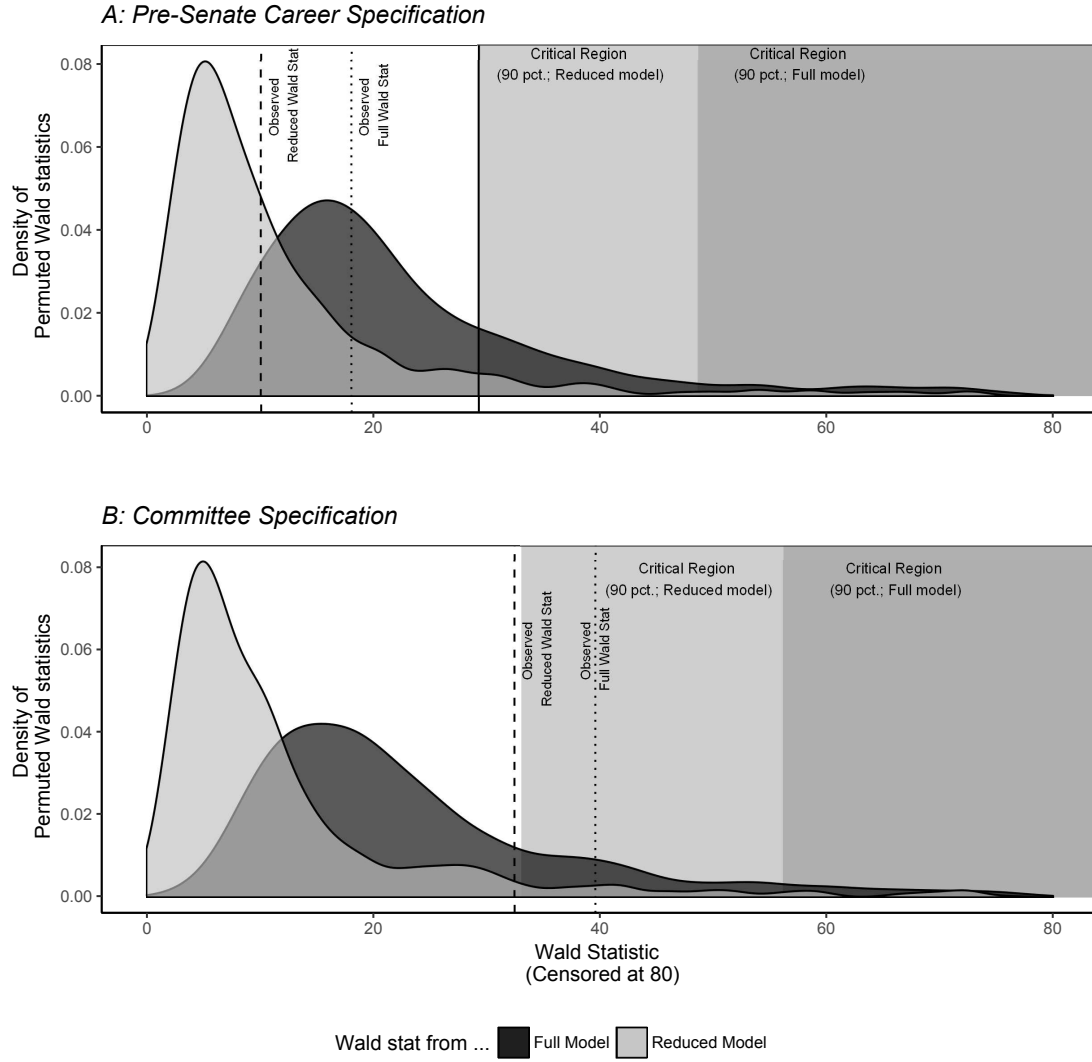 A: Pre-Senate Career Specification
Density of
Permuted Wald statistics
0.08
0.06
0.04
0.02
0.00
Observed
Reduced Wald Stat
Observed
Full Wald Stat
Critical Region
(90 pct.; Reduced model)
Critical Region
(90 pct.; Full model)
0
20
40
60
80
B: Committee Specification
Density of
Permuted Wald statistics
0.08
0.06
0.04
0.02
0.00
Observed
Reduced Wald Stat
Observed
Full Wald Stat
Critical Region
(90 pct.; Reduced model)
Critical Region
(90 pct.; Full model)
0
20
40
60
80
Wald Statistic
(Censored at 80)
Wald stat from ... Full Model Reduced Model